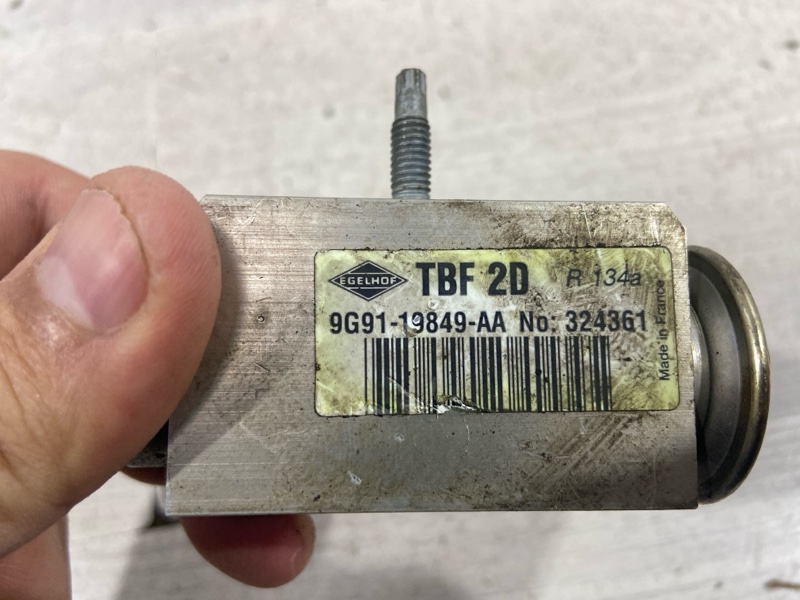 EGELHOF TBF 2D R 134a
9G91-19849-AA No: 324361
Made in France